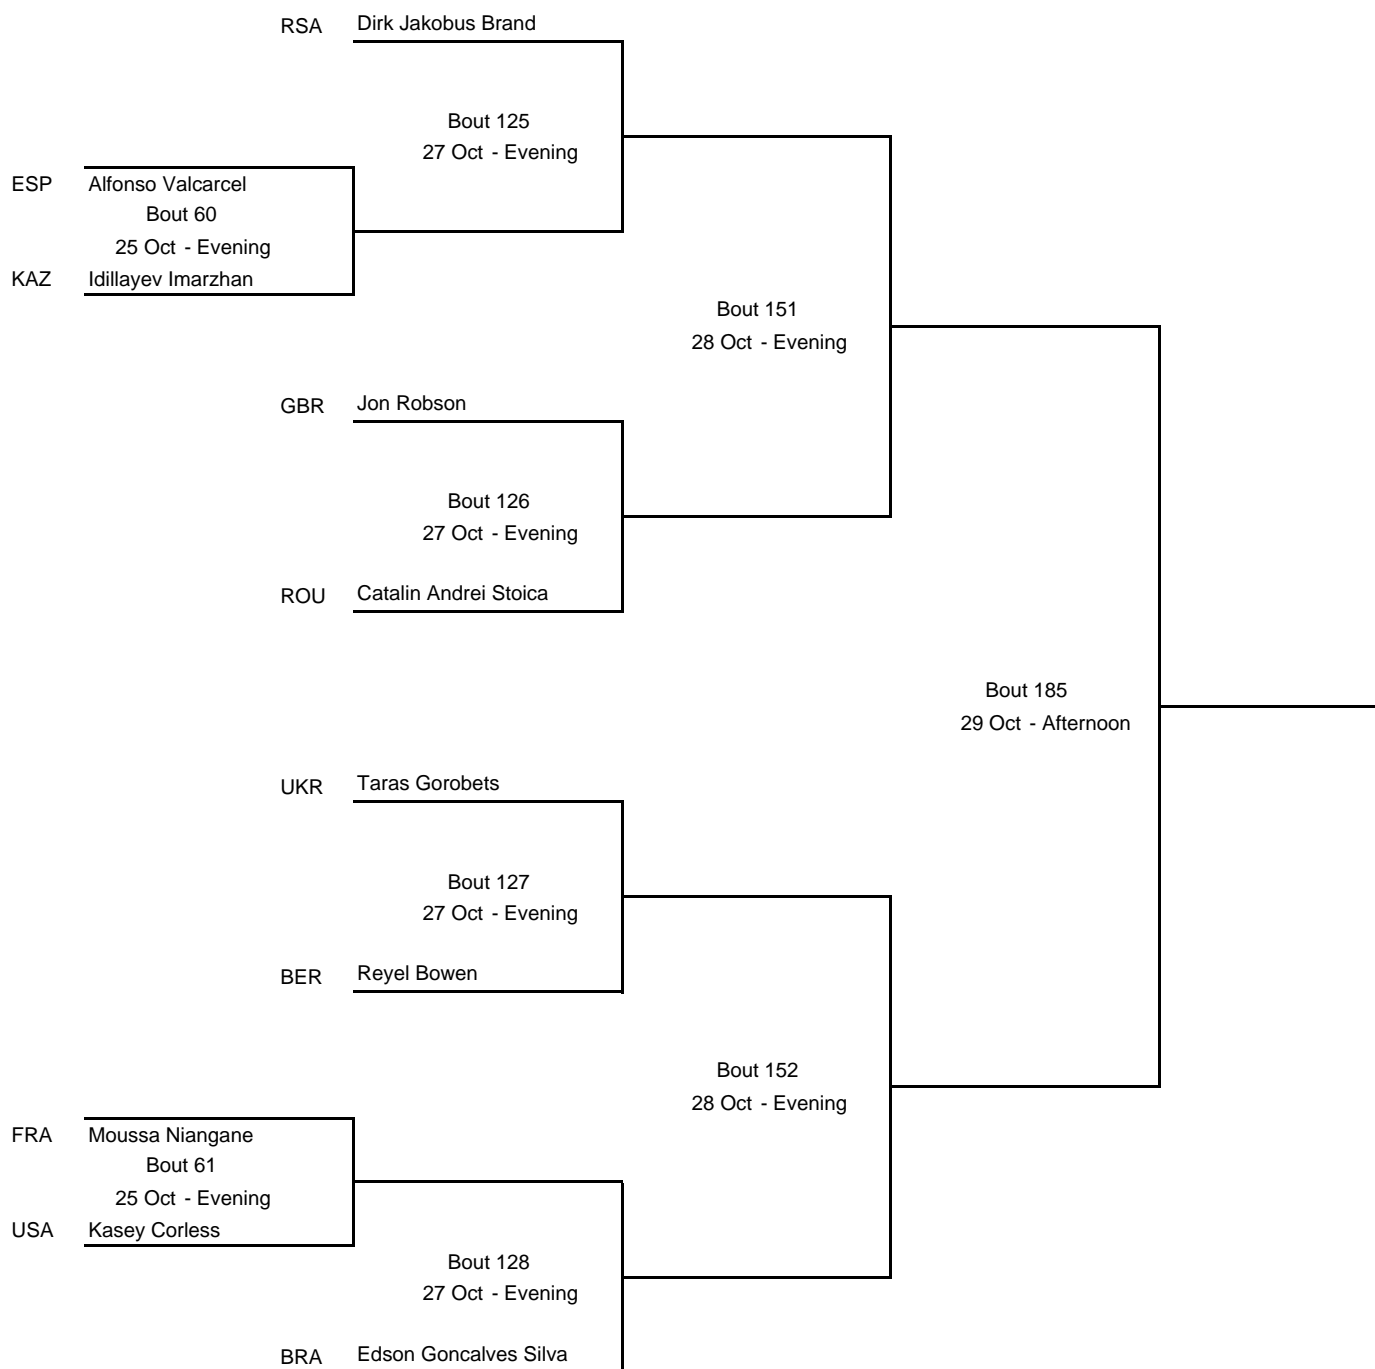 RSA Dirk Jakobus Brand
Bout 125
27 Oct - Evening
ESP Alfonso Valcarcel
Bout 60
25 Oct - Evening
KAZ Idillayev Imarzhan
Bout 151
28 Oct - Evening
GBR Jon Robson
Bout 126
27 Oct - Evening
ROU Catalin Andrei Stoica
Bout 185
29 Oct - Afternoon
UKR Taras Gorobets
Bout 127
27 Oct - Evening
BER Reyel Bowen
Bout 152
28 Oct - Evening
FRA Moussa Niangane
Bout 61
25 Oct - Evening
USA Kasey Corless
Bout 128
27 Oct - Evening
BRA Edson Goncalves Silva